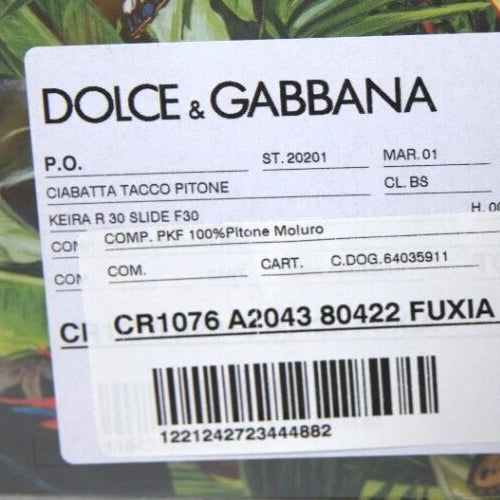 DOLCE & GABBANA
P.O. ST. 20201 MAR. 01
CIABATTA TACCO PITONE CL. BS
KEIRA R 30 SLIDE F30
COMP. PKF 100%Pitone Moluro
COM. CART. C.DOG.64035911
CR1076 A2043 80422 FUXIA
1221242723444882